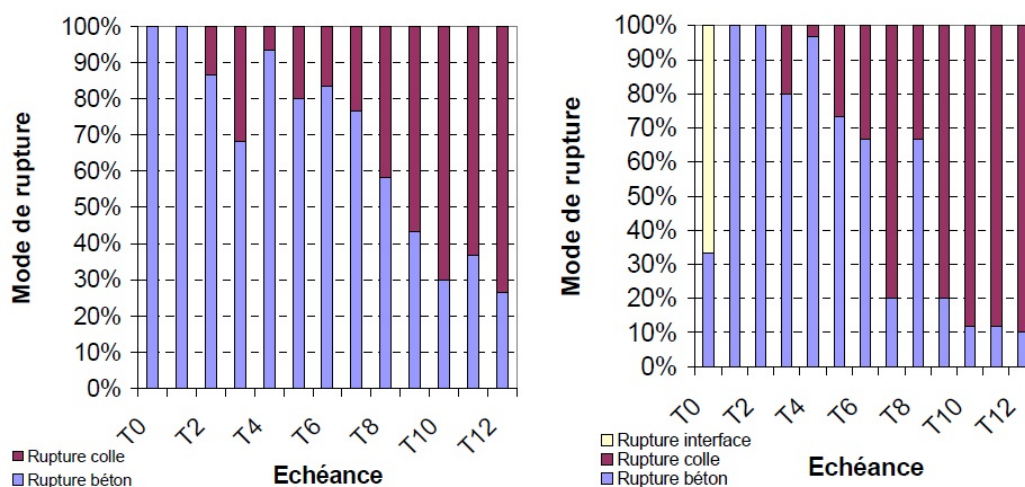 Mode de rupture
100%
90%
80%
70%
60%
50%
40%
30%
20%
10%
0%
T0
T2
T4
T6
T8
T10
T12
Rupture colle
Rupture béton
Echéance
Mode de rupture
100%
90%
80%
70%
60%
50%
40%
30%
20%
10%
0%
T0
T2
T4
T6
T8
T10
T12
Rupture interface
Rupture colle
Rupture béton
Echéance